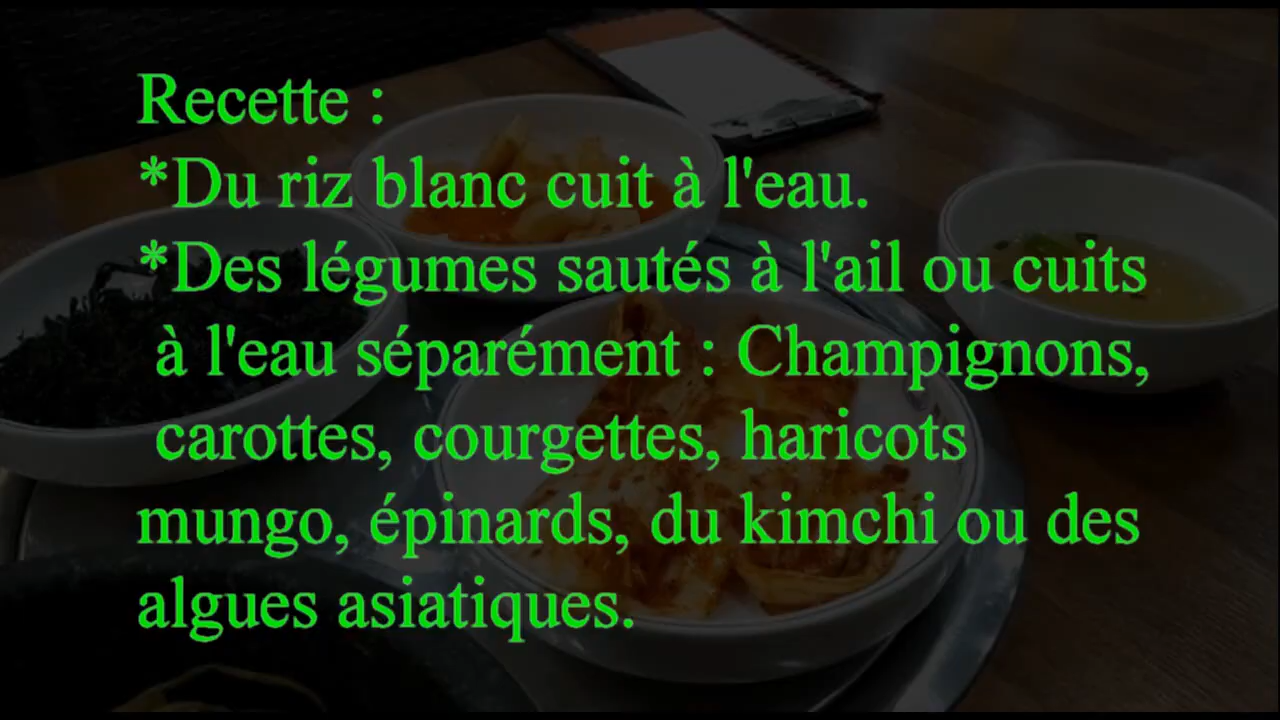 Recette :
*Du riz blanc cuit à l'eau.
*Des légumes sautés à l'ail ou cuits
à l'eau séparément : Champignons,
carottes, courgettes, haricots
mungo, épinards, du kimchi ou des
algues asiatiques.